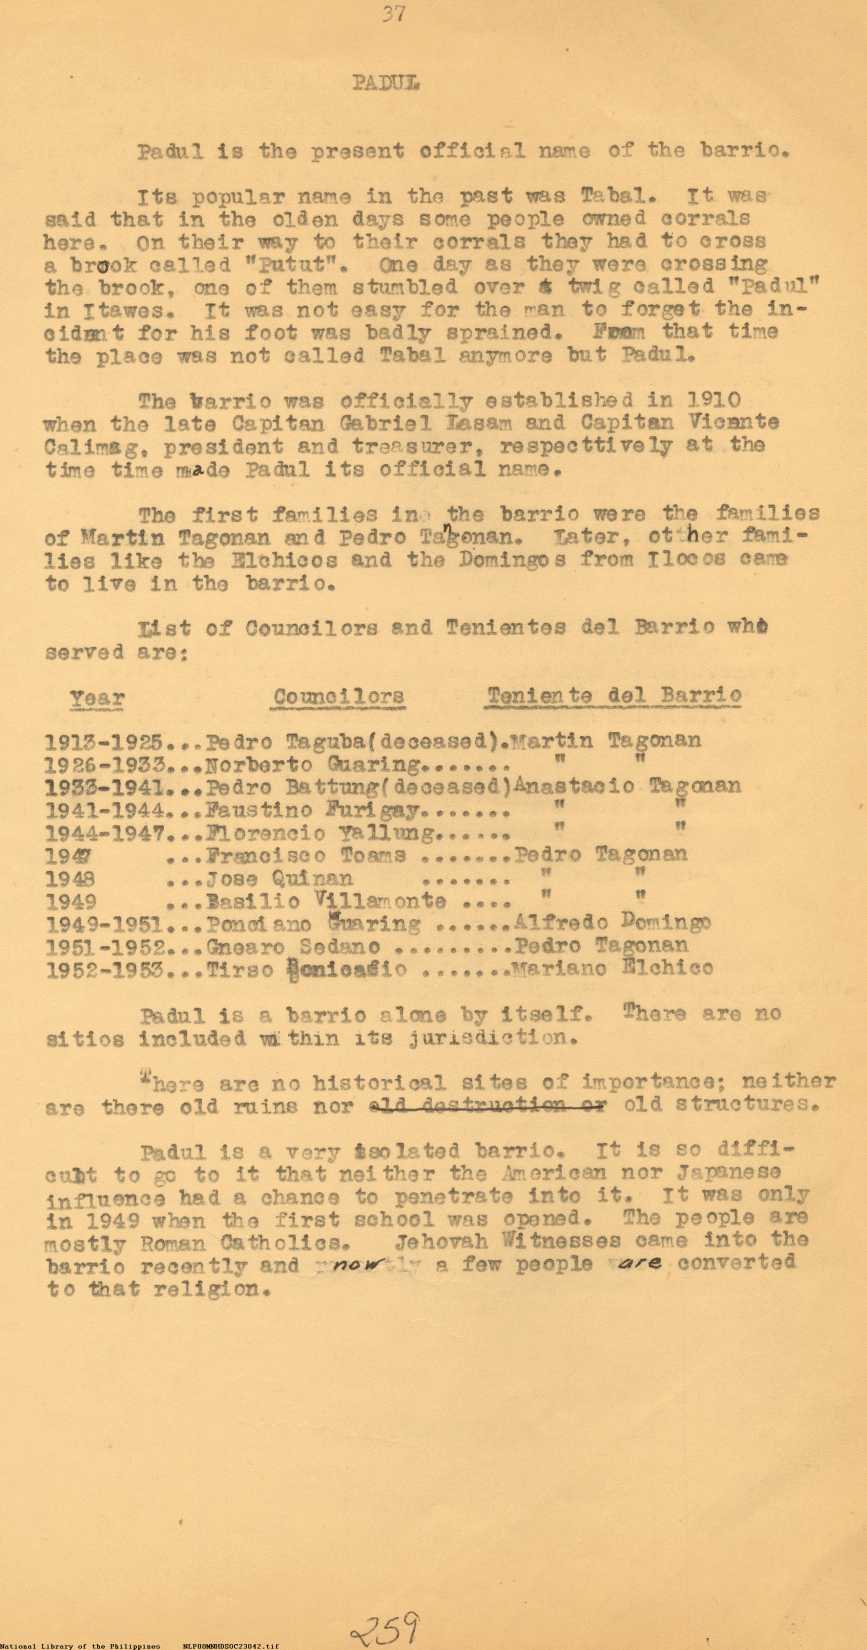 37
PADUL
Padul is the present official name of the barrio.
Its popular name in the past was Tabal. It was
said that in the olden days some people owned corrals
here. On their way to their corrals they had to cross
a brook called "Putut". One day as they were crossing
the brook, one of them stumbled over a twig called "Padul"
in Itawes. It was not easy for the man to forget the in-
cident for his foot was badly sprained. From that time
the place was not called Tabal anymore but Padul.
The barrio was officially established in 1910
when the late Capitan Gabriel Lasam and Capitan Vicente
Calimag, president and treasurer, respecttively at the
time time made Padul its official name.
The first families in the barrio were the families
of Martin Tagonan and Pedro Tangonan. Later, other fami-
lies like the Elchicos and the Domingos from Ilocos came
to live in the barrio.
List of Councilors and Tenientes del Barrio who
served are:
Year Councilors Teniente del Barrio
1913-1925...Pedro Taguba(deceased).Martin Tagonan
1926-1933...Norberto Guaring....... " "
1933-1941...Pedro Battung(deceased)Anastacio Tagonan
1941-1944...Faustino Furigay....... " "
1944-1947...Florencio Yallung...... " "
1947 ...Francisco Toams .......Pedro Tagonan
1948 ...Jose Quinan ....... " "
1949 ...Basilio Villamonte .... " "
1949-1951...Ponciano Guaring ......Alfredo Domingo
1951-1952...Gnearo Sedano .........Pedro Tagonan
1952-1953...Tirso .......Mariano Elchico
Padul is a barrio alone by itself. There are no
sitios included within its jurisdiction.
There are no historical sites of importance; neither
are there old ruins nor old destruction or old structures.
Padul is a very isolated barrio. It is so diffi-
cult to go to it that neither the American nor Japanese
influence had a chance to penetrate into it. It was only
in 1949 when the first school was opened. The people are
mostly Roman Catholics. Jehovah Witnesses came into the
barrio recently and now a few people are converted
to that religion.
259
National Library of the Philippines NLP00MNHDSOC23042.tif